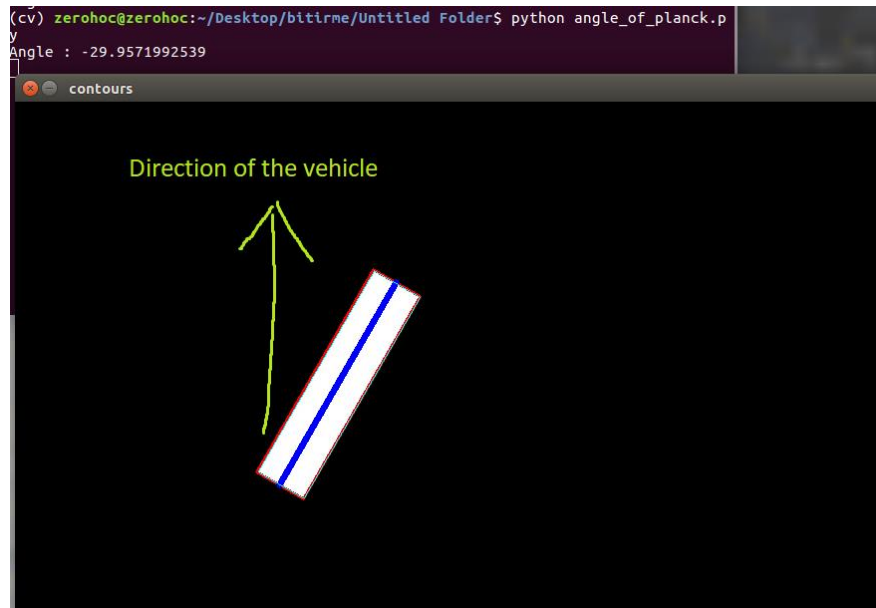 (cv) zerohoc@zerohoc:~/Desktop/bitirme/Untitled Folder$ python angle_of_planck.p
y
Angle : -29.9571992539
contours
Direction of the vehicle